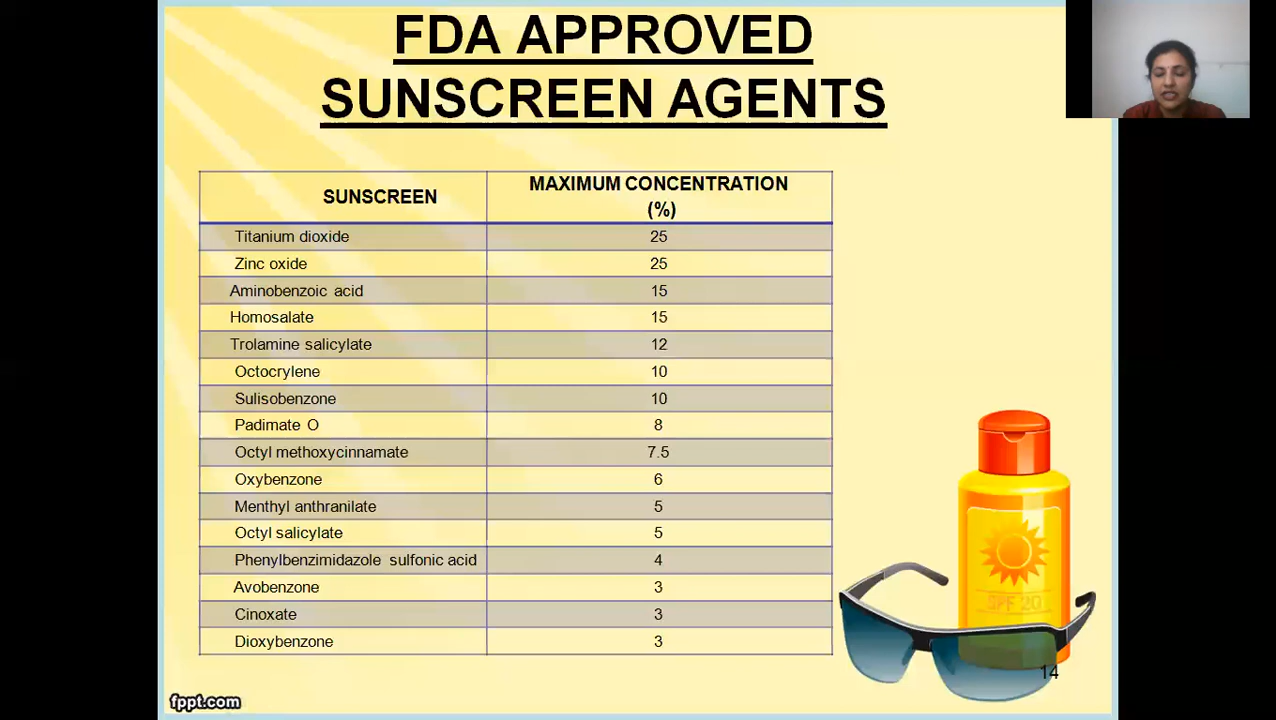 FDA APPROVED
SUNSCREEN AGENTS
SUNSCREEN MAXIMUM CONCENTRATION
(%)
Titanium dioxide 25
Zinc oxide 25
Aminobenzoic acid 15
Homosalate 15
Trolamine salicylate 12
Octocrylene 10
Sulisobenzone 10
Padimate O 8
Octyl methoxycinnamate 7.5
Oxybenzone 6
Menthyl anthranilate 5
Octyl salicylate 5
Phenylbenzimidazole sulfonic acid 4
Avobenzone 3
Cinoxate 3
Dioxybenzone 3
SPF 20
14
fppt.com